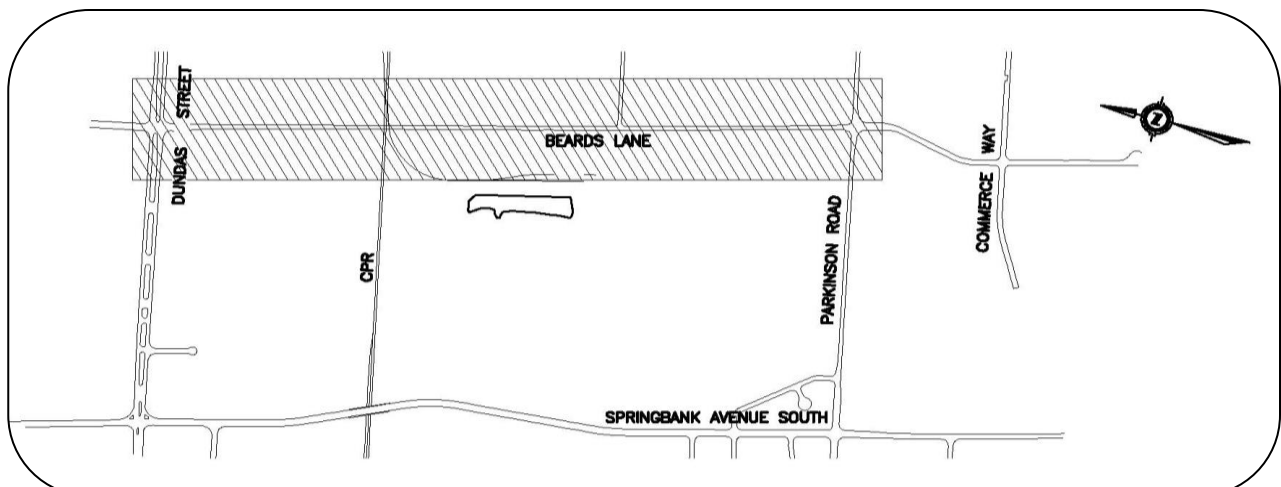 DUNDAS STREET
CPR
BEARDS LANE
PARKINSON ROAD
COMMERCE WAY
N
SPRINGBANK AVENUE SOUTH